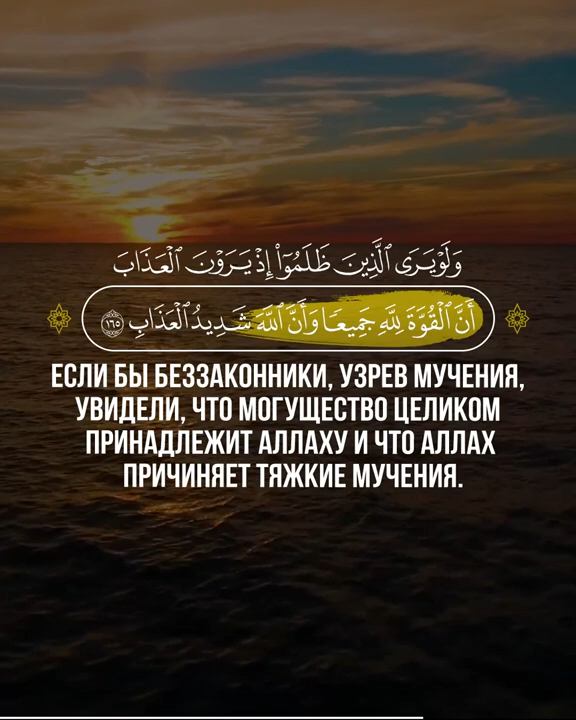 وَلَوْ يَرَى ٱلَّذِينَ ظَلَمُوٓا۟ إِذْ يَرَوْنَ ٱلْعَذَابَ
أَنَّ ٱلْقُوَّةَ لِلَّهِ جَمِيعًا وَأَنَّ ٱللَّهَ شَدِيدُ ٱلْعَذَابِ ١٦٥
ЕСЛИ БЫ БЕЗЗАКОННИКИ, УЗРЕВ МУЧЕНИЯ,
УВИДЕЛИ, ЧТО МОГУЩЕСТВО ЦЕЛИКОМ
ПРИНАДЛЕЖИТ АЛЛАХУ И ЧТО АЛЛАХ
ПРИЧИНЯЕТ ТЯЖКИЕ МУЧЕНИЯ.